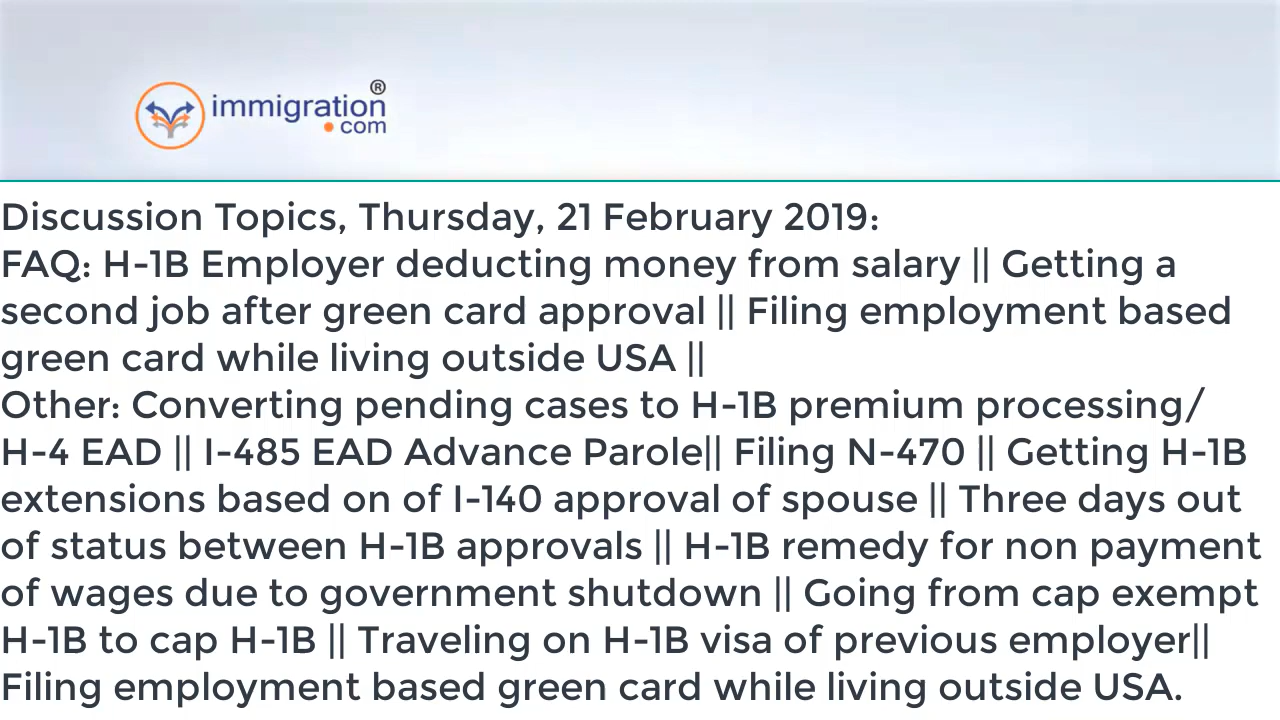 immigration®
.com
Discussion Topics, Thursday, 21 February 2019:
FAQ: H-1B Employer deducting money from salary || Getting a
second job after green card approval || Filing employment based
green card while living outside USA ||
Other: Converting pending cases to H-1B premium processing/
H-4 EAD || I-485 EAD Advance Parole|| Filing N-470 || Getting H-1B
extensions based on of I-140 approval of spouse || Three days out
of status between H-1B approvals || H-1B remedy for non payment
of wages due to government shutdown || Going from cap exempt
H-1B to cap H-1B || Traveling on H-1B visa of previous employer||
Filing employment based green card while living outside USA.